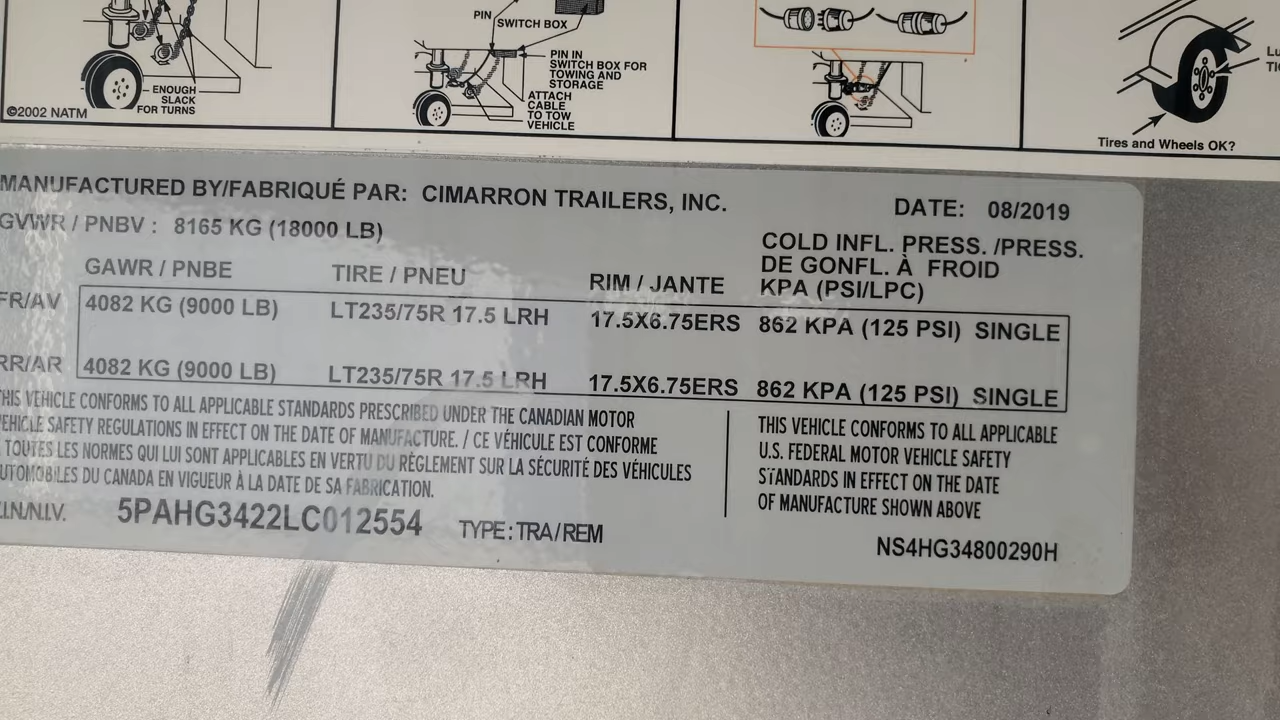 PIN
SWITCH BOX
PIN IN
SWITCH BOX FOR
TOWING AND
STORAGE
ENOUGH
SLACK
FOR TURNS
ATTACH
CABLE
TO TOW
VEHICLE
©2002 NATM
Tires and Wheels OK?
MANUFACTURED BY/FABRIQUÉ PAR: CIMARRON TRAILERS, INC.
DATE: 08/2019
GVWR / PNBV : 8165 KG (18000 LB)
COLD INFL. PRESS. /PRESS.
DE GONFL. À FROID
GAWR / PNBE TIRE / PNEU RIM / JANTE KPA (PSI/LPC)
FR/AV 4082 KG (9000 LB) LT235/75R 17.5 LRH 17.5X6.75ERS 862 KPA (125 PSI) SINGLE
RR/AR 4082 KG (9000 LB) LT235/75R 17.5 LRH 17.5X6.75ERS 862 KPA (125 PSI) SINGLE
THIS VEHICLE CONFORMS TO ALL APPLICABLE STANDARDS PRESCRIBED UNDER THE CANADIAN MOTOR
VEHICLE SAFETY REGULATIONS IN EFFECT ON THE DATE OF MANUFACTURE. / CE VÉHICULE EST CONFORME
TOUTES LES NORMES QUI LUI SONT APPLICABLES EN VERTU DU RÈGLEMENT SUR LA SÉCURITÉ DES VÉHICULES
AUTOMOBILES DU CANADA EN VIGUEUR À LA DATE DE SA FABRICATION.
THIS VEHICLE CONFORMS TO ALL APPLICABLE
U.S. FEDERAL MOTOR VEHICLE SAFETY
STANDARDS IN EFFECT ON THE DATE
OF MANUFACTURE SHOWN ABOVE
V.I.N./N.I.V. 5PAHG3422LC012554 TYPE: TRA/REM
NS4HG34800290H